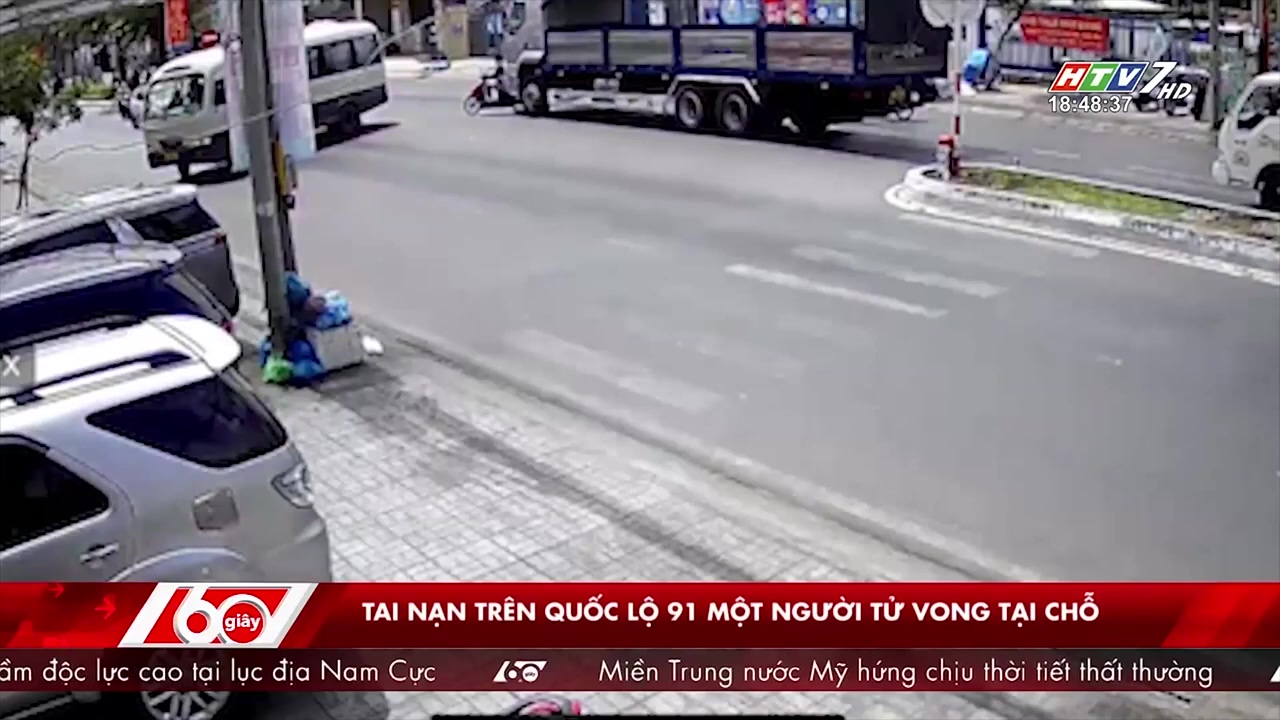 HTV7 HD
18:48:37
X
60 giây
TAI NẠN TRÊN QUỐC LỘ 91 MỘT NGƯỜI TỬ VONG TẠI CHỖ
ầm độc lực cao tại lục địa Nam Cực 60 giây Miền Trung nước Mỹ hứng chịu thời tiết thất thường